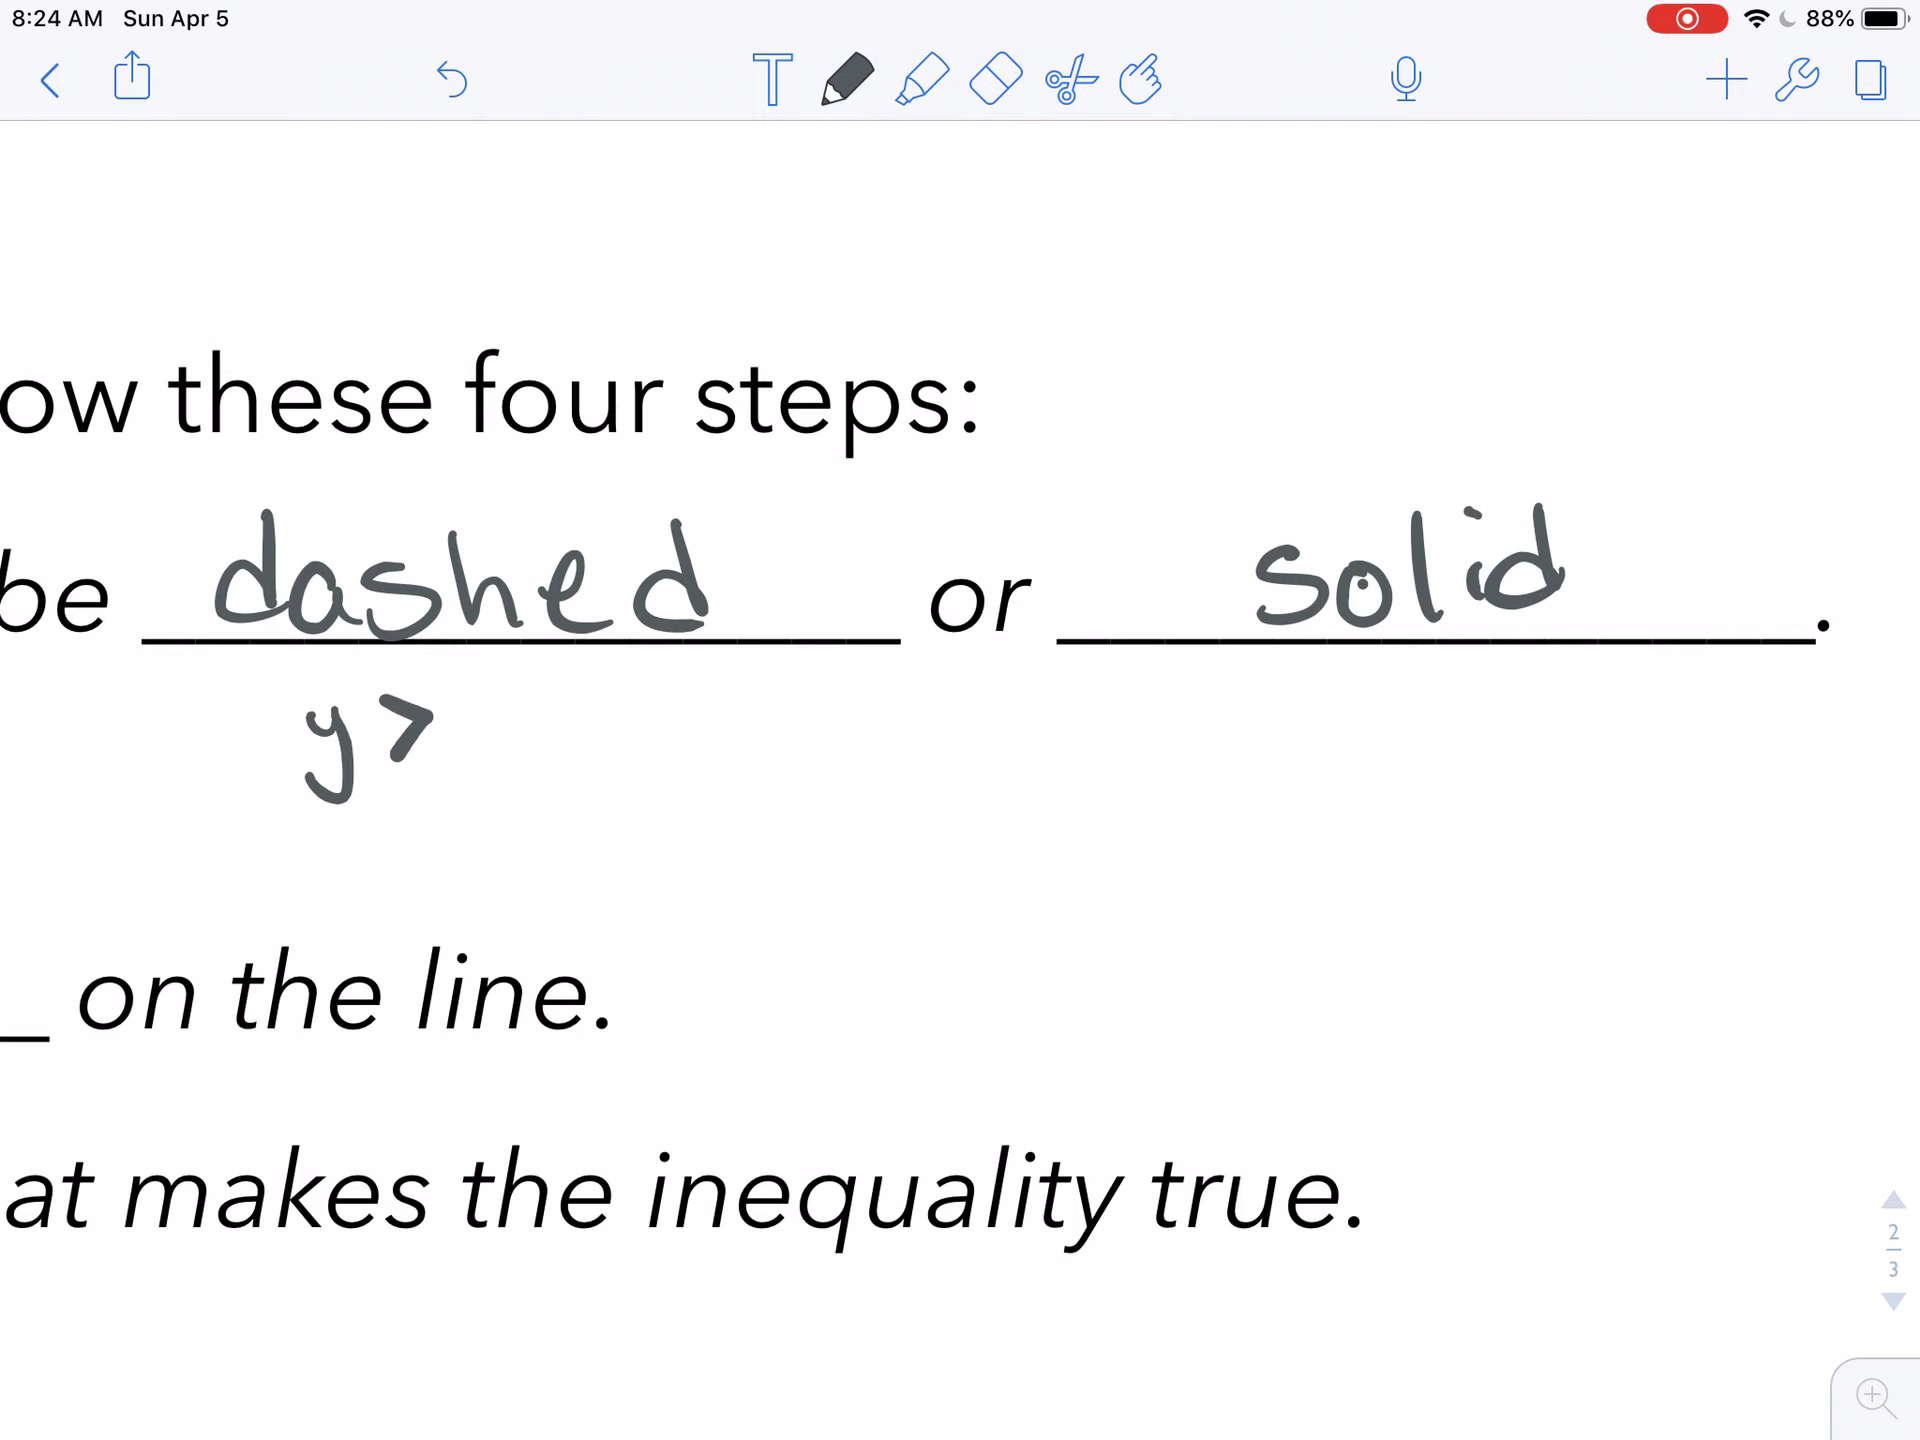 8:24 AM Sun Apr 5 88%
ow these four steps:
be dashed or solid.
y >
on the line.
at makes the inequality true.
2
3